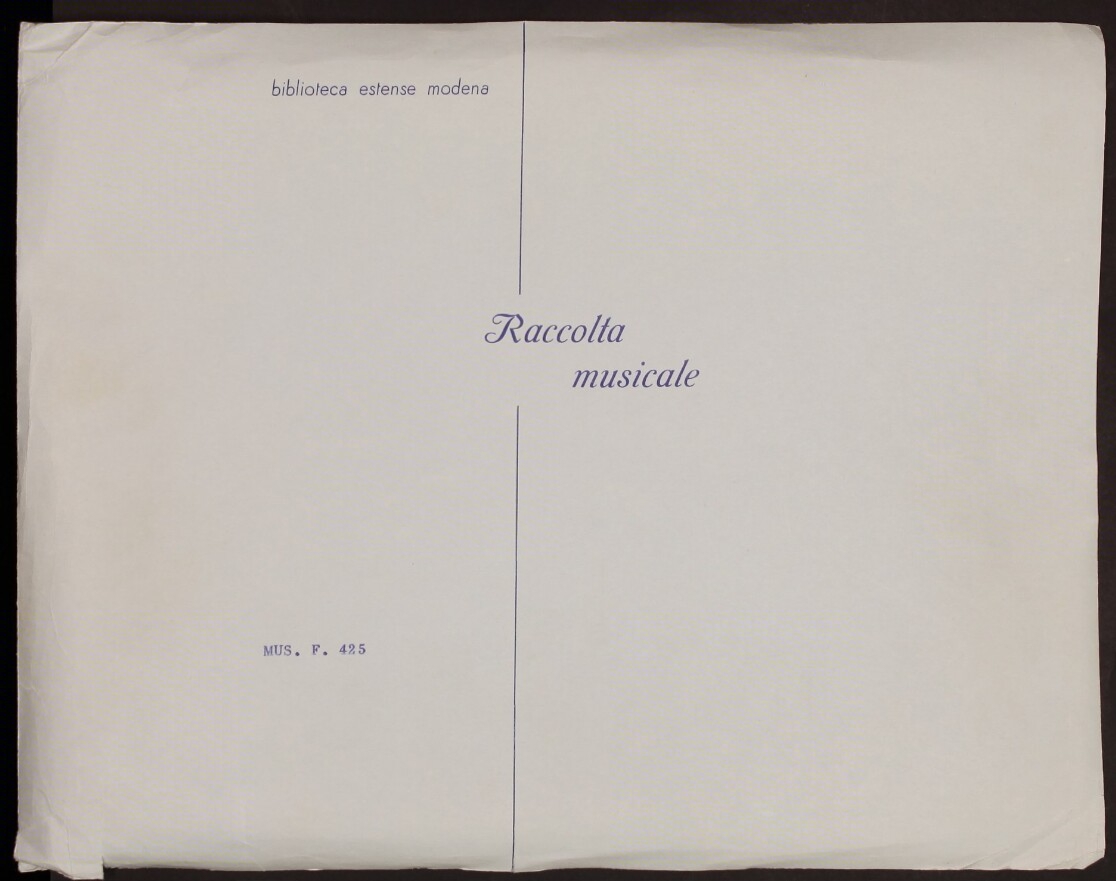 biblioteca estense modena
Raccolta
musicale
MUS. F. 425